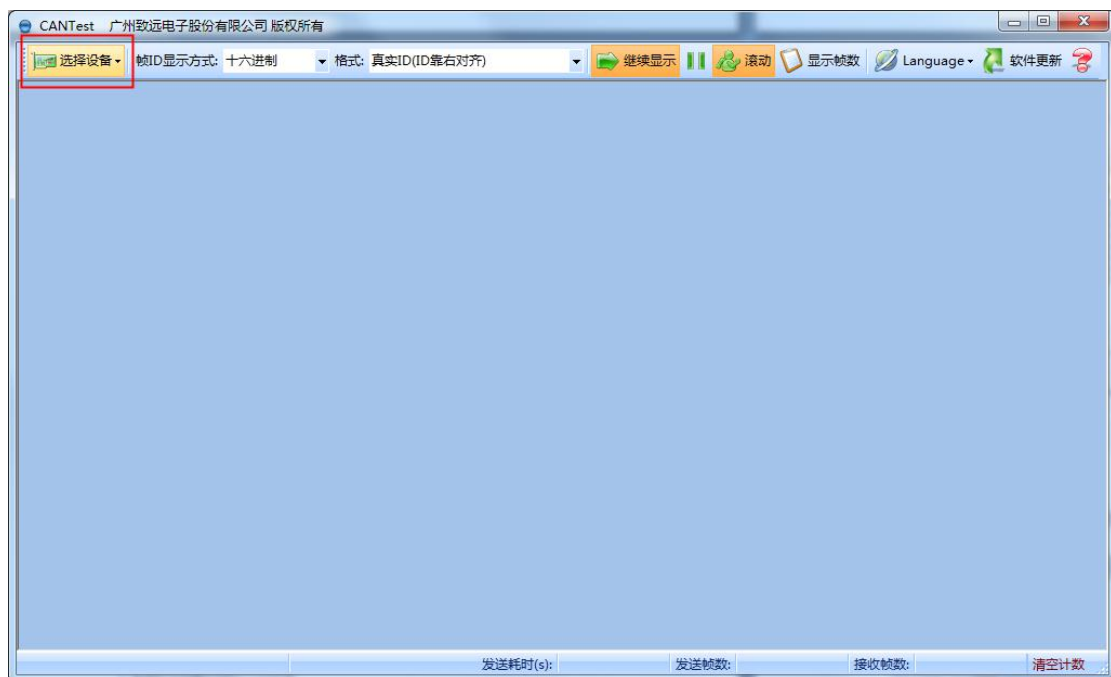 CANTest 广州致远电子股份有限公司 版权所有
选择设备 帧ID显示方式: 十六进制 格式: 真实ID(ID靠右对齐) 继续显示 滚动 显示帧数 Language 软件更新
发送耗时(s): 发送帧数: 接收帧数: 清空计数